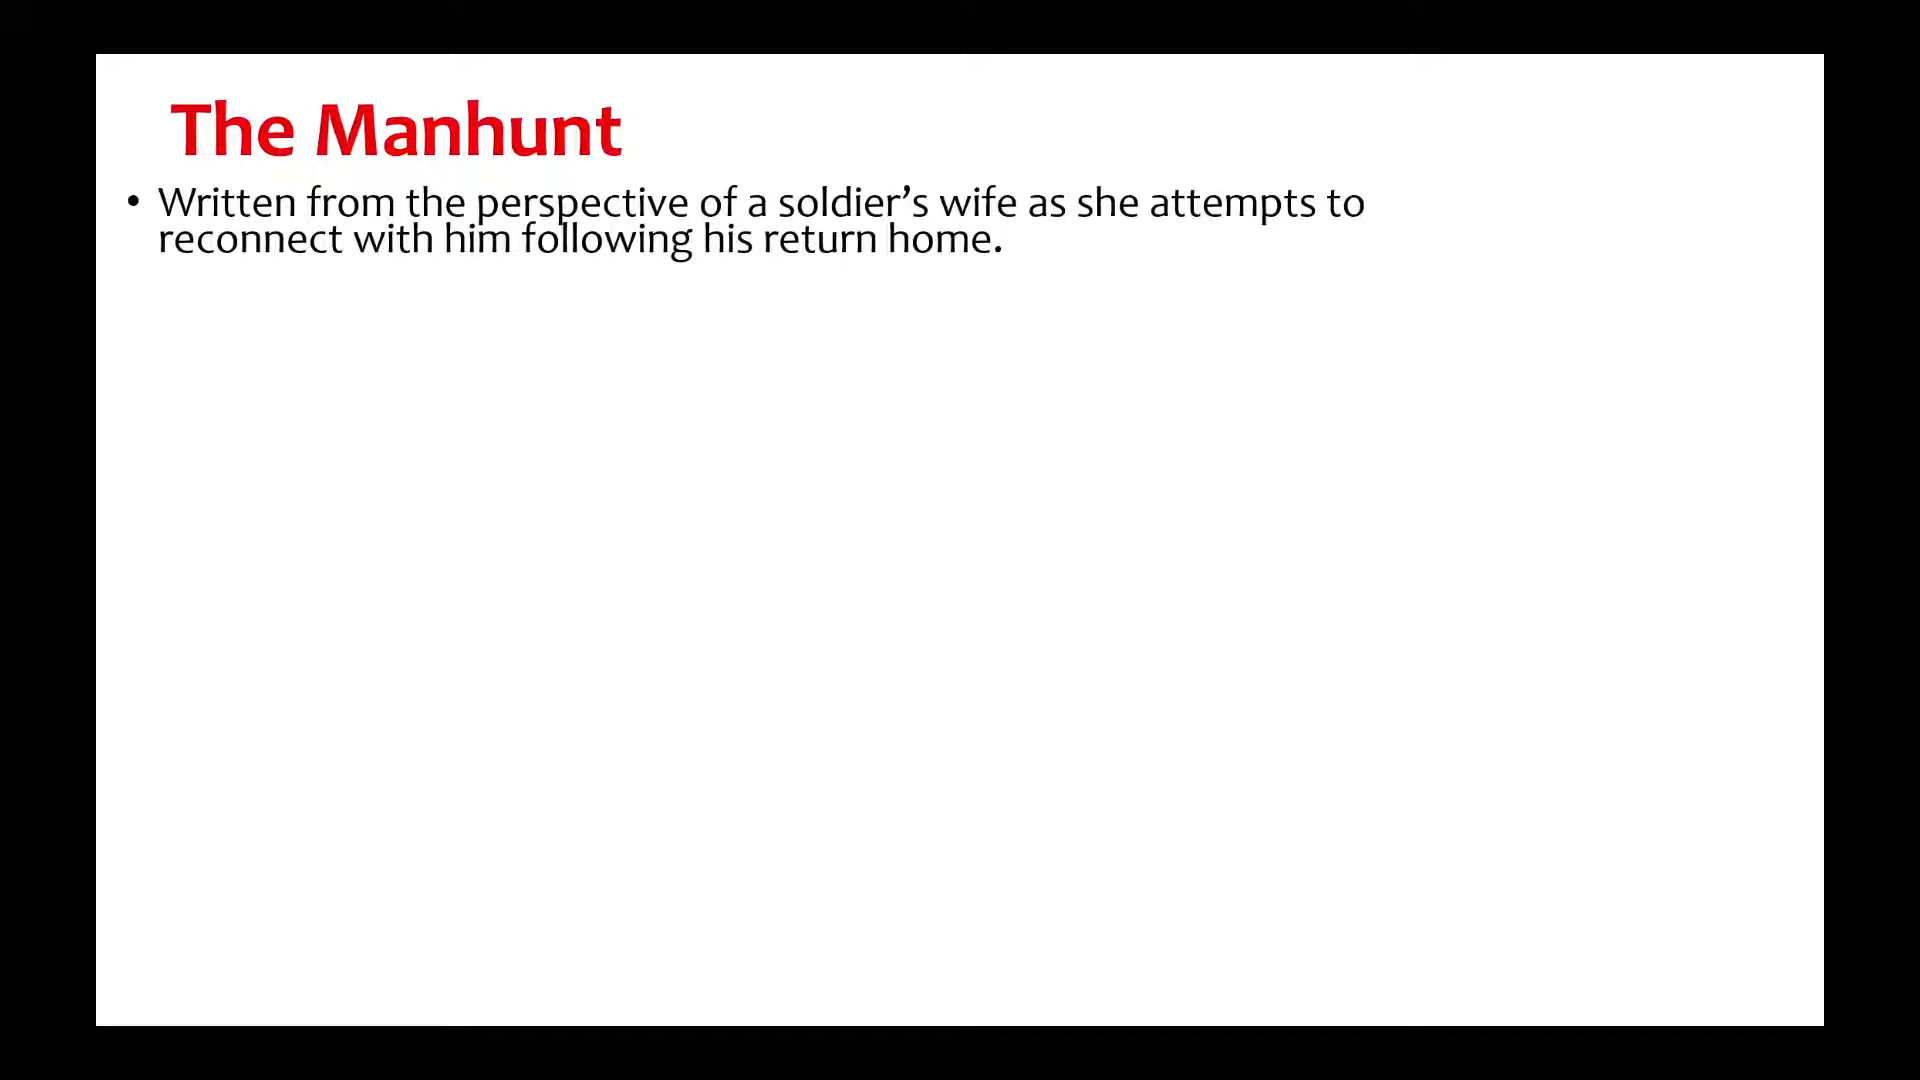 The Manhunt
• Written from the perspective of a soldier’s wife as she attempts to
reconnect with him following his return home.